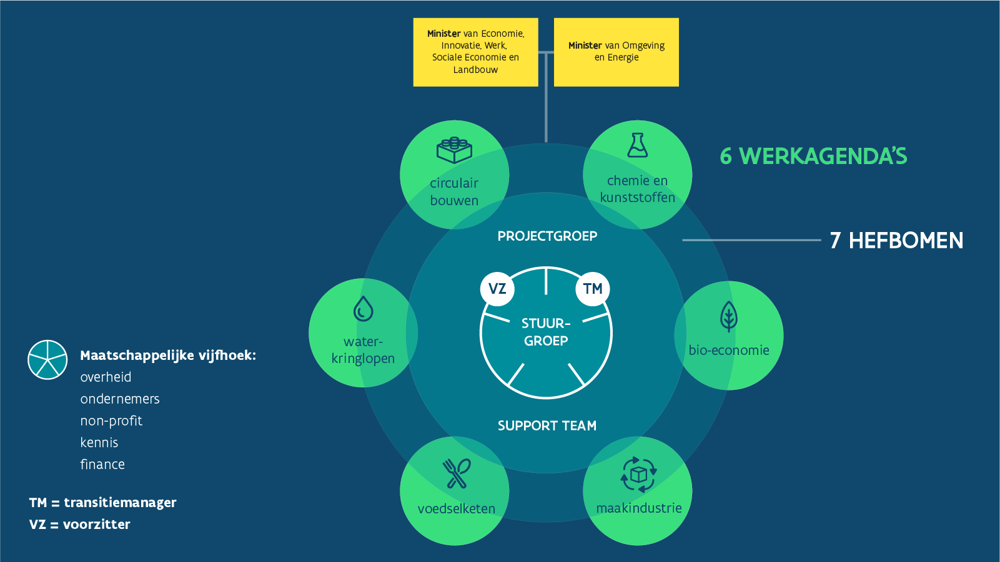 Minister van Economie,
Innovatie, Werk,
Sociale Economie en
Landbouw
Minister van Omgeving
en Energie
circulair
bouwen
chemie en
kunststoffen
6 WERKAGENDA’S
7 HEFBOMEN
PROJECTGROEP
VZ
TM
STUUR-
GROEP
water-
kringlopen
bio-economie
SUPPORT TEAM
voedselketen
maakindustrie
Maatschappelijke vijfhoek:
overheid
ondernemers
non-profit
kennis
finance
TM = transitiemanager
VZ = voorzitter